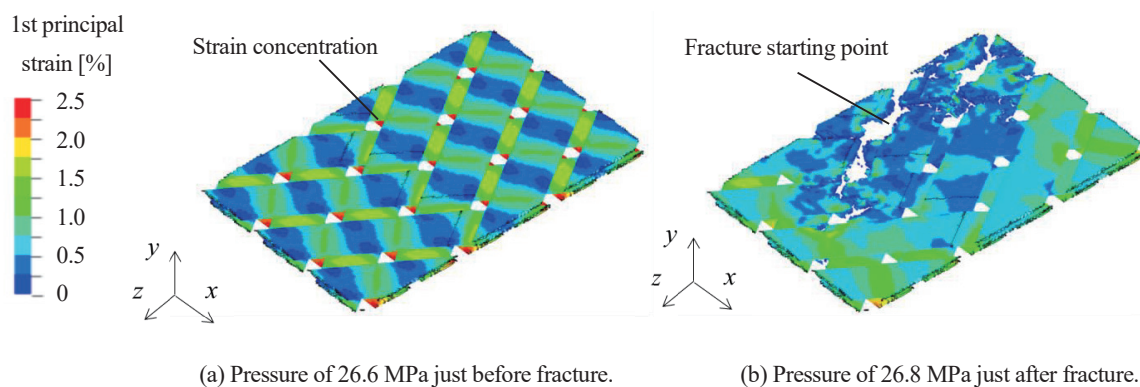 1st principal
strain [%]
2.5
2.0
1.5
1.0
0.5
0
Strain concentration
y
z
x
(a) Pressure of 26.6 MPa just before fracture.
Fracture starting point
y
z
x
(b) Pressure of 26.8 MPa just after fracture.